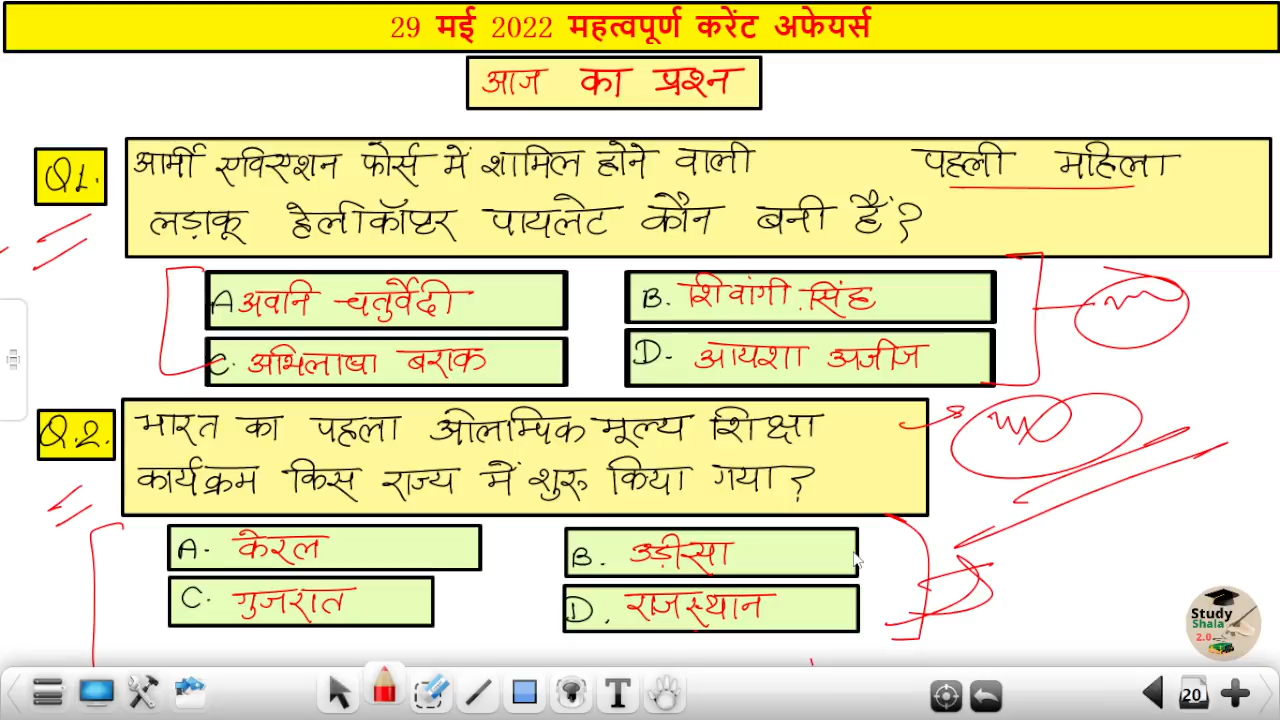 29 मई 2022 महत्वपूर्ण करेंट अफेयर्स
आज का प्रश्न
Q1. आर्मी एविएशन फोर्स में शामिल होने वाली पहली महिला
लड़ाकू हेलीकॉप्टर पायलेट कौन बनी हैं?
A अवनि चतुर्वेदी
B. शिवांगी सिंह
C. अभिलाषा बराक
D. आयशा अजीज
Q.2. भारत का पहला ओलम्पिक मूल्य शिक्षा
कार्यक्रम किस राज्य में शुरु किया गया?
A. केरल
B. उड़ीसा
C. गुजरात
D. राजस्थान
Study
Shala
2.0
20